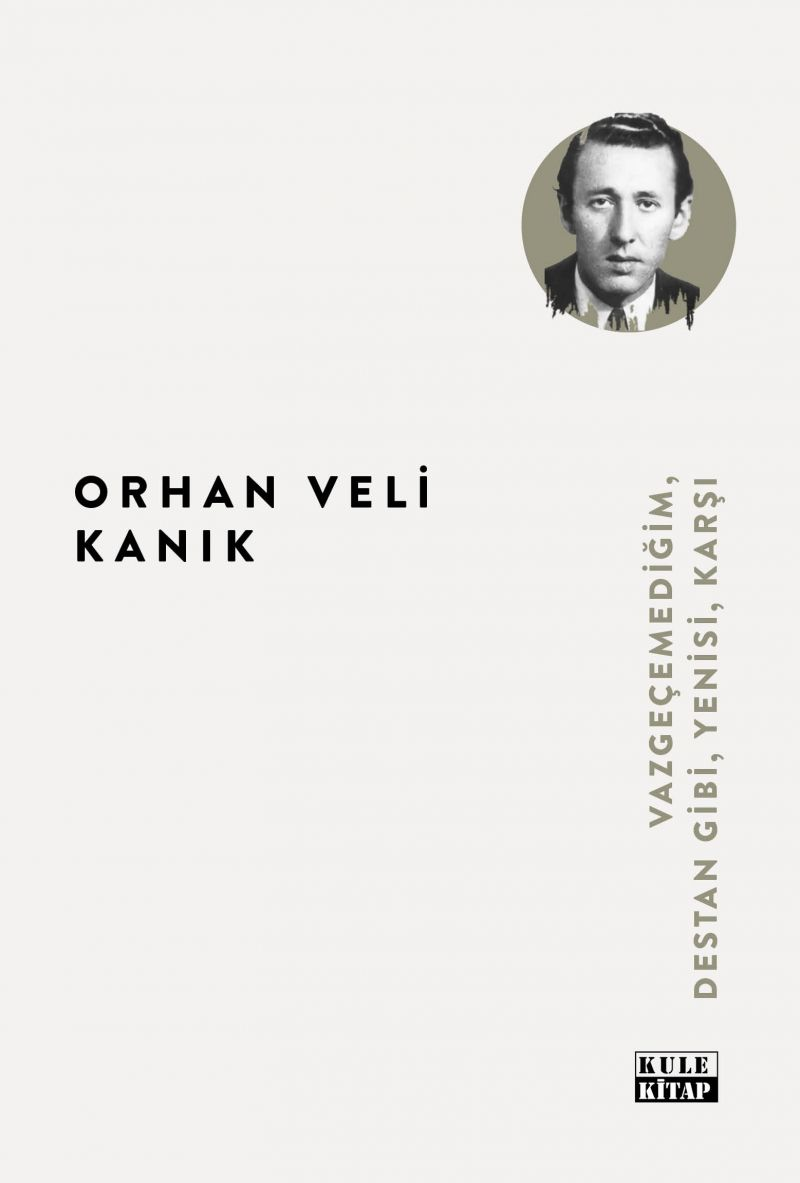 ORHAN VELİ
KANIK
VAZGEÇEMEDİĞİM,
DESTAN GİBİ, YENİSİ, KARŞI
KULE
KİTAP